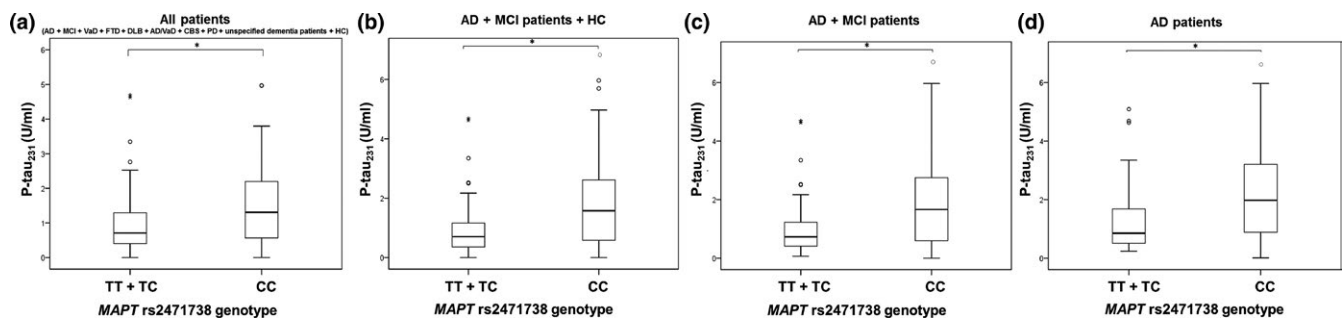 (a)
All patients
(AD + MCI + VaD + FTD + DLB + AD/VaD + CBS + PD + unspecified dementia patients + HC)
*
P-tau231 (U/ml)
6
5
4
3
2
1
0
TT + TC
CC
MAPT rs2471738 genotype
(b)
AD + MCI patients + HC
*
P-tau231 (U/ml)
6
4
2
0
TT + TC
CC
MAPT rs2471738 genotype
(c)
AD + MCI patients
*
P-tau231 (U/ml)
6
4
2
0
TT + TC
CC
MAPT rs2471738 genotype
(d)
AD patients
*
P-tau231 (U/ml)
6
4
2
0
TT + TC
CC
MAPT rs2471738 genotype